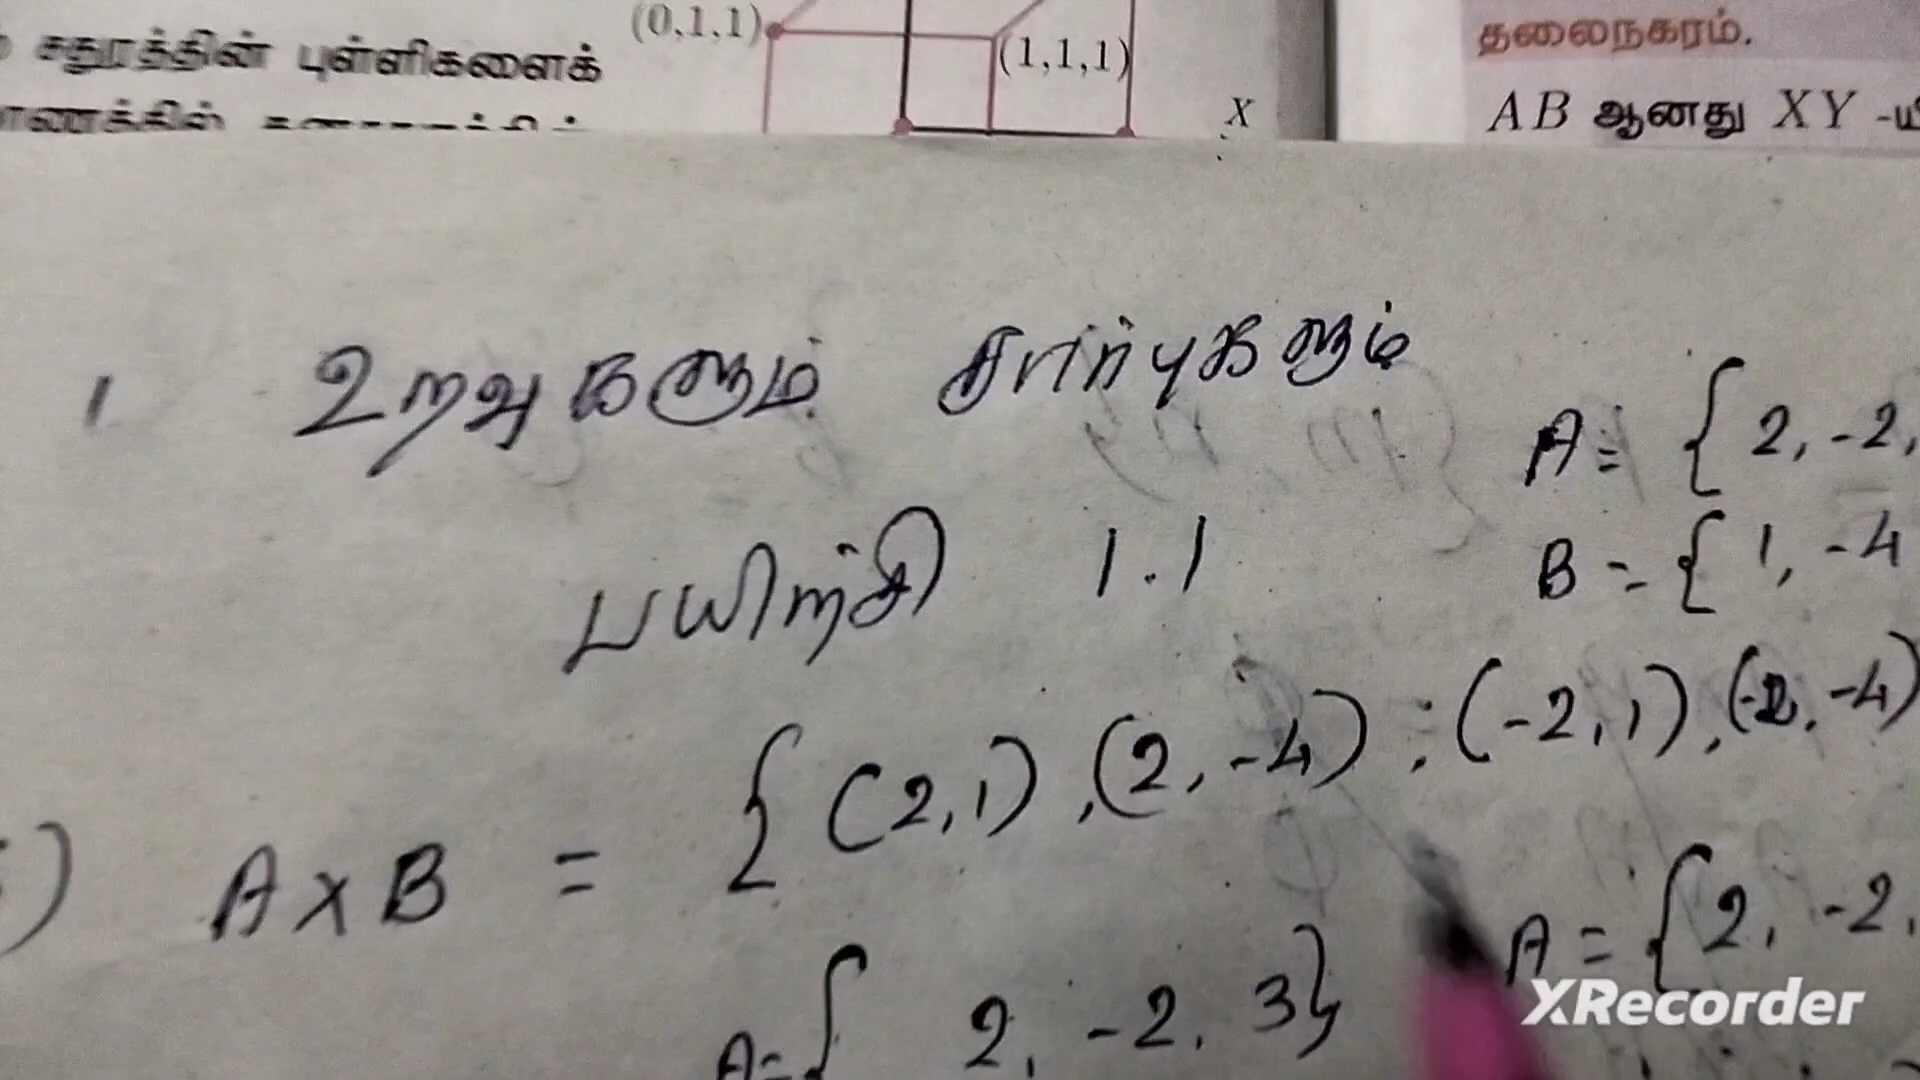 (0,1,1)
சதுரத்தின் புள்ளிகளைக்
(1,1,1)
X
தலைநகரம்.
AB ஆனது XY
1 உறவுகளும் சார்புகளும்
A = { 2, -2,
பயிற்சி 1.1
B = { 1, -4
A x B = { (2,1), (2, -4), (-2,1), (-2, -4)
A = { 2, -2, 3}
A = { 2, -2,
XRecorder